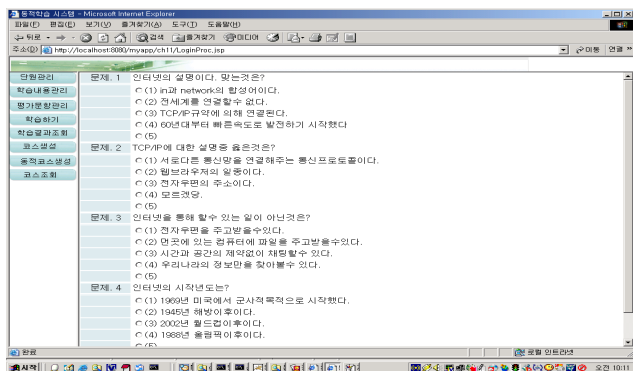 동적학습 시스템 - Microsoft Internet Explorer
파일(F) 편집(E) 보기(V) 즐겨찾기(A) 도구(T) 도움말(H)
뒤로 검색 즐겨찾기 미디어
주소(D) http://localhost:8080/myapp/ch11/LoginProc.jsp 이동 연결 »
단원관리
학습내용관리
평가문항관리
학습하기
학습결과조회
코스생성
동적코스생성
코스조회
문제. 1 인터넷의 설명이다. 맞는것은?
(1) in과 network의 합성어이다.
(2) 전세계를 연결할수 없다.
(3) TCP/IP규약에 의해 연결된다.
(4) 60년대부터 빠른속도로 발전하기 시작했다
(5)
문제. 2 TCP/IP에 대한 설명중 옳은것은?
(1) 서로다른 통신망을 연결해주는 통신프로토콜이다.
(2) 웹브라우저의 일종이다.
(3) 전자우편의 주소이다.
(4) 모르겟당.
(5)
문제. 3 인터넷을 통해 할수 있는 일이 아닌것은?
(1) 전자우편을 주고받을수있다.
(2) 먼곳에 있는 컴퓨터에 파일을 주고받을수있다.
(3) 시간과 공간의 제약없이 채팅할수 있다.
(4) 우리나라의 정보만을 찾아볼수 있다.
(5)
문제. 4 인터넷의 시작년도는?
(1) 1969년 미국에서 군사적목적으로 시작했다.
(2) 1945년 해방이후이다.
(3) 2002년 월드컵이후이다.
(4) 1988년 올림픽이후이다.
(5)
완료 로컬 인트라넷
시작 오전 10:11